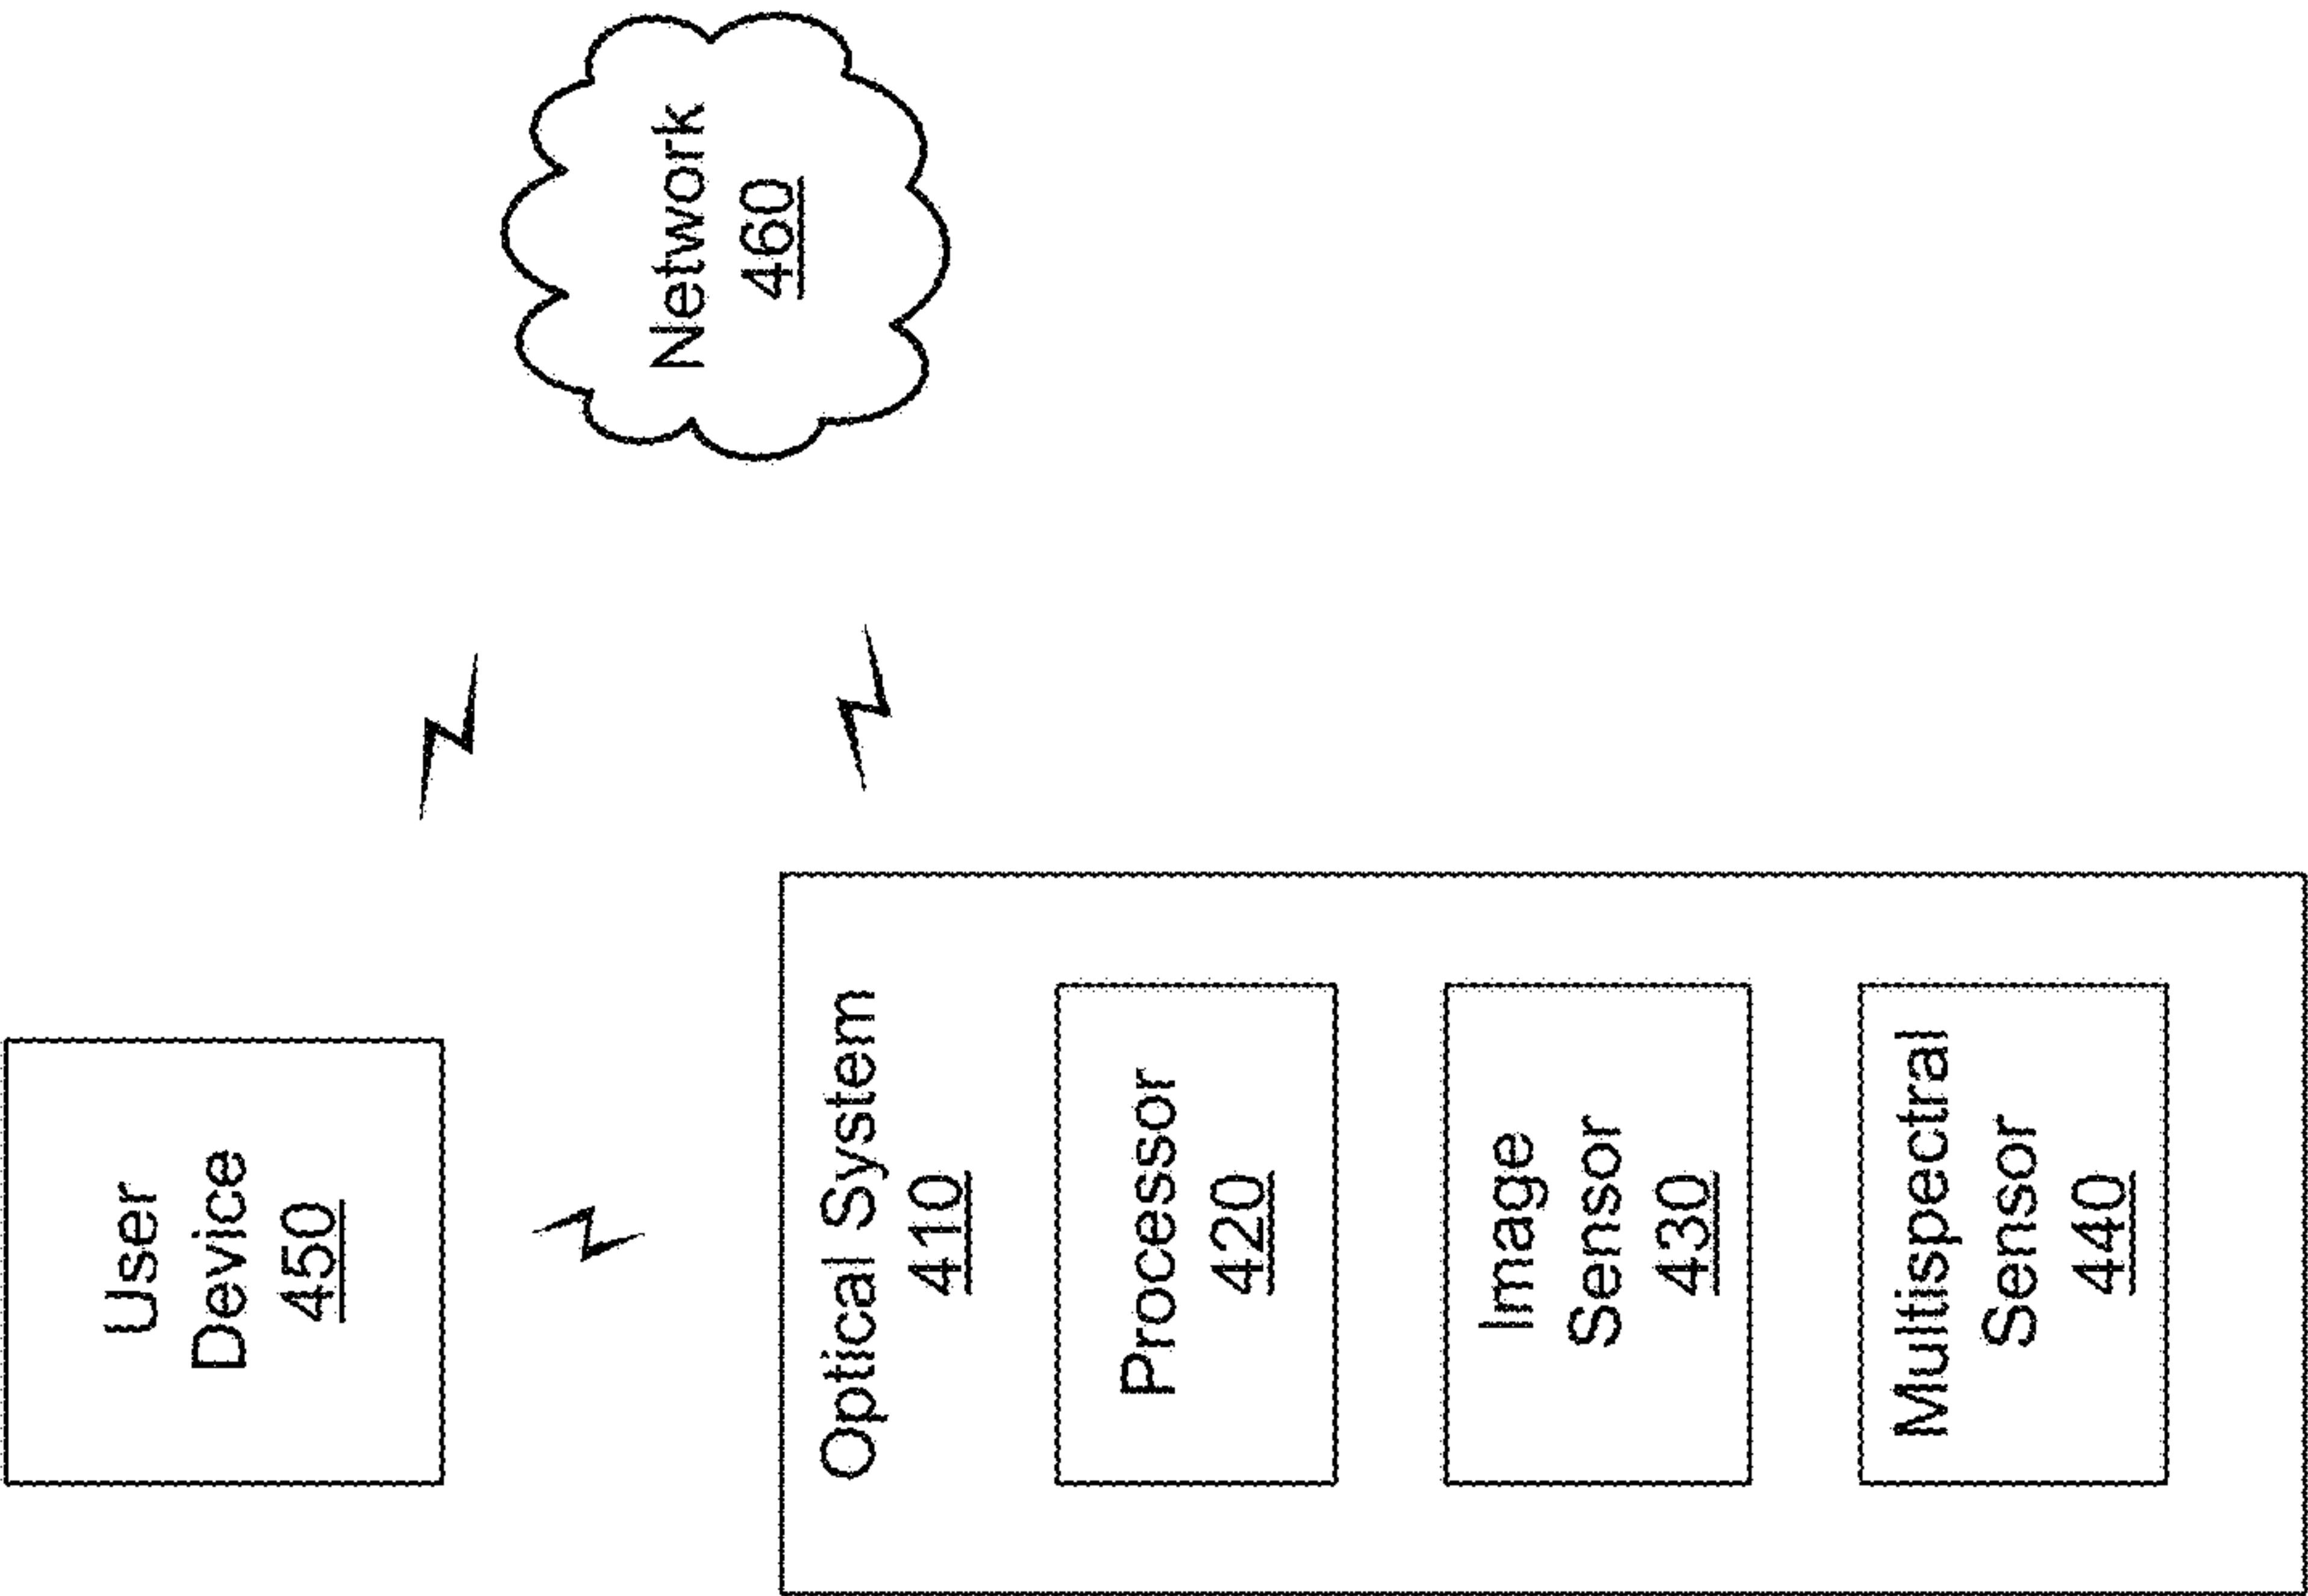 User
Device
450
Network
460
Optical System
410
Processor
420
Image
Sensor
430
Multispectral
Sensor
440